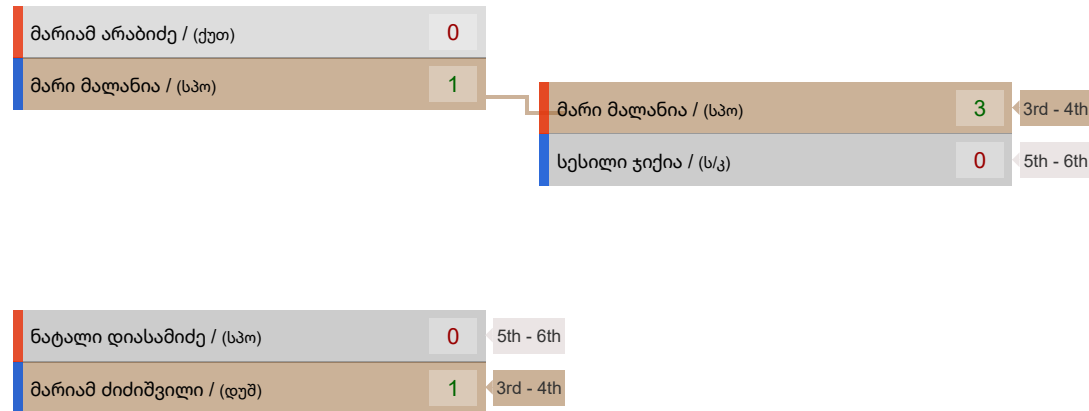 მარიამ არაბიძე / (ქუთ) 0
მარი მალანია / (სპო) 1
მარი მალანია / (სპო) 3 3rd - 4th
სესილი ჯიქია / (ს/კ) 0 5th - 6th
ნატალი დიასამიძე / (სპო) 0 5th - 6th
მარიამ ძიძიშვილი / (დუშ) 1 3rd - 4th